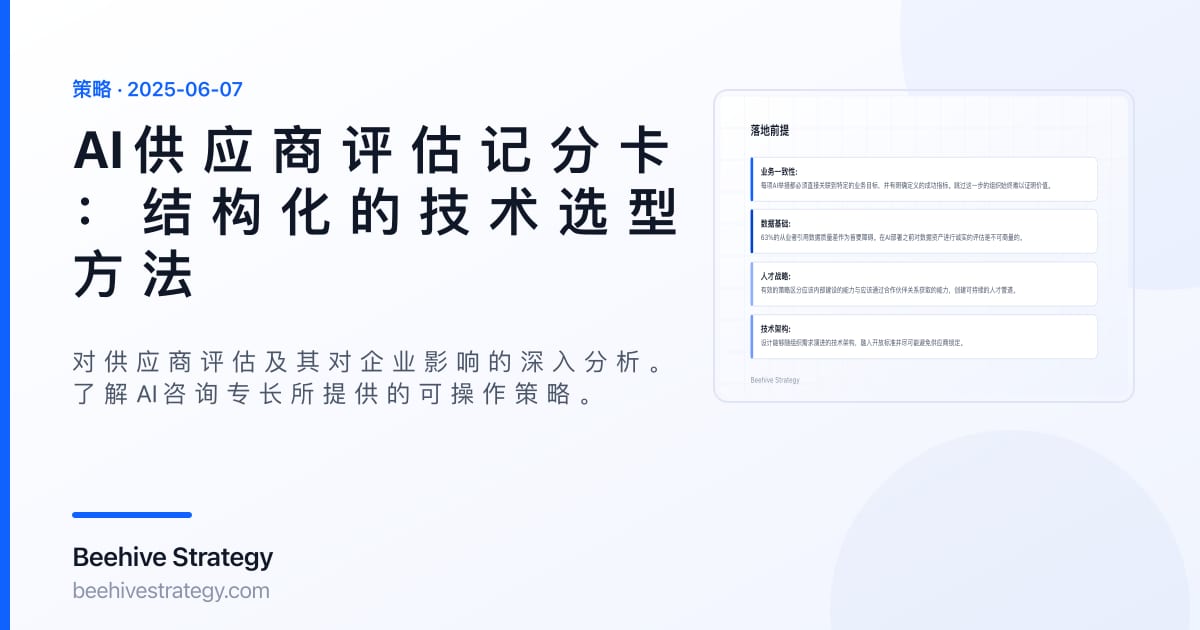 策略 · 2025-06-07
AI供应商评估记分卡
：结构化的技术选型
方法
对供应商评估及其对企业影响的深入分析。
了解AI咨询专长所提供的可操作策略。
Beehive Strategy
beehivestrategy.com
落地前提
业务一致性:
每项AI举措都必须直接关联到特定的业务目标，并有明确定义的成功指标。跳过这一步的组织始终难以证明价值。
数据基础:
63%的从业者引用数据质量差作为首要障碍。在AI部署之前对数据资产进行诚实的评估是不可商量的。
人才战略:
有效的策略区分应该内部建设的能力与应该通过合作伙伴关系获取的能力，创建可持续的人才管道。
技术架构:
设计能够随组织需求演进的技术架构，融入开放标准并尽可能避免供应商锁定。
Beehive Strategy